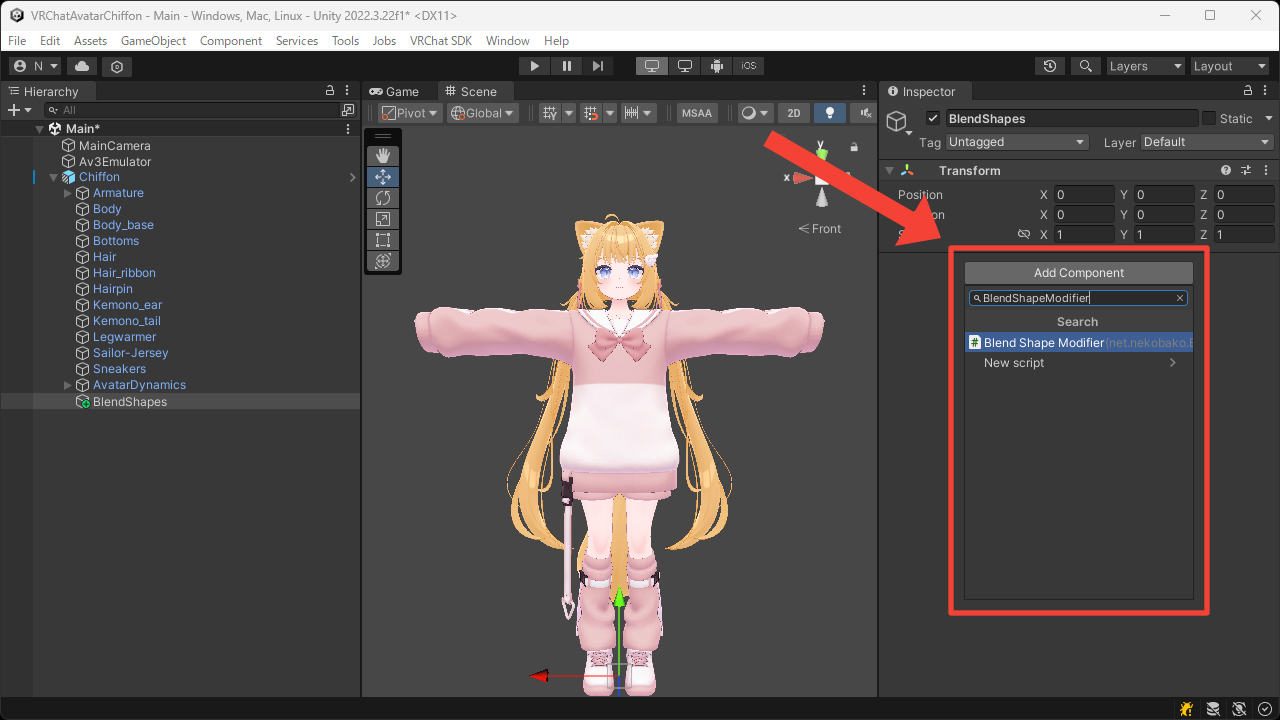 VRChatAvatarChiffon - Main - Windows, Mac, Linux - Unity 2022.3.22f1* <DX11>
File Edit Assets GameObject Component Services Tools Jobs VRChat SDK Window Help
N iOS Layers Layout
Hierarchy
All
Main*
MainCamera
Av3Emulator
Chiffon
Armature
Body
Body_base
Bottoms
Hair
Hair_ribbon
Hairpin
Kemono_ear
Kemono_tail
Legwarmer
Sailor-Jersey
Sneakers
AvatarDynamics
BlendShapes
Game Scene
Pivot Global MSAA 2D
y
x
Front
Inspector
BlendShapes Static
Tag Untagged Layer Default
Transform
Position X 0 Y 0 Z 0
X 0 Y 0 Z 0
X 1 Y 1 Z 1
Add Component
BlendShapeModifier
Search
Blend Shape Modifier (net.nekobako.
New script